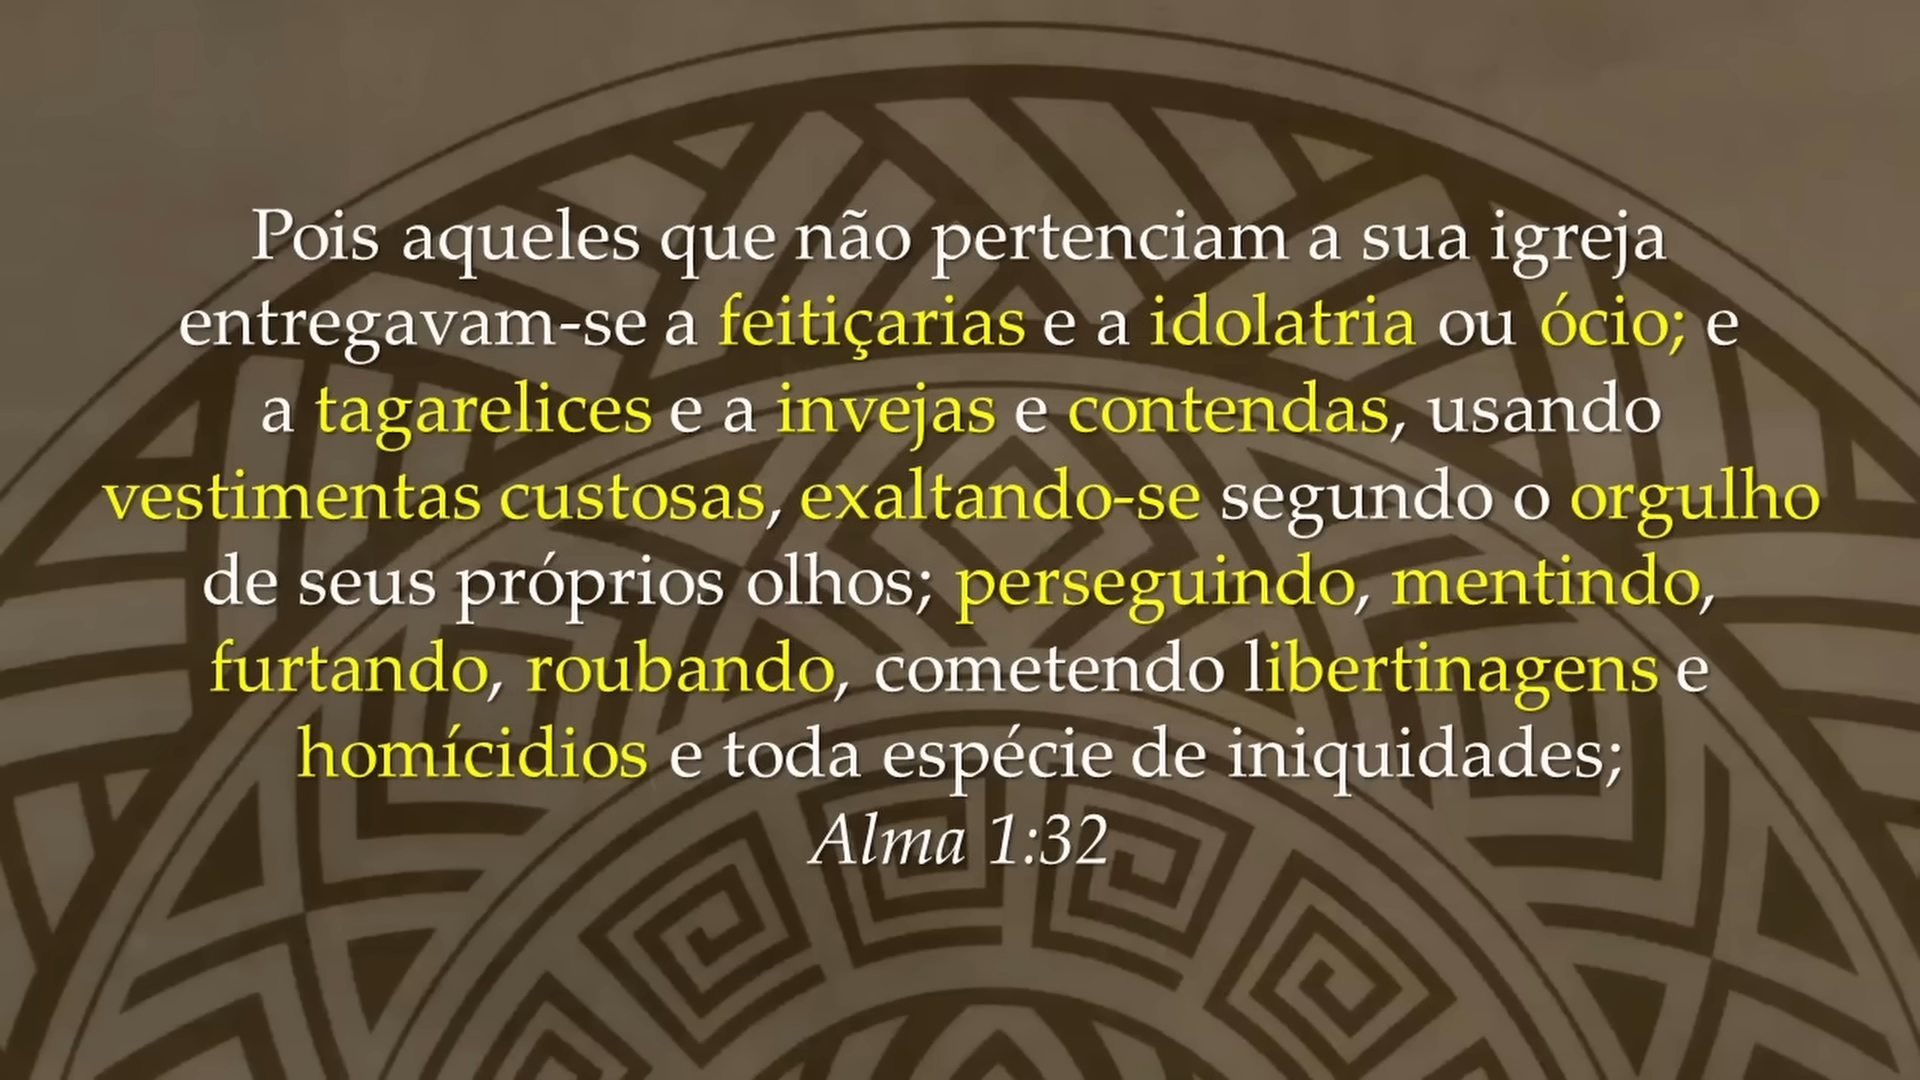 Pois aqueles que não pertenciam a sua igreja
entregavam-se a feitiçarias e a idolatria ou ócio; e
a tagarelices e a invejas e contendas, usando
vestimentas custosas, exaltando-se segundo o orgulho
de seus próprios olhos; perseguindo, mentindo,
furtando, roubando, cometendo libertinagens e
homícidios e toda espécie de iniquidades;
Alma 1:32